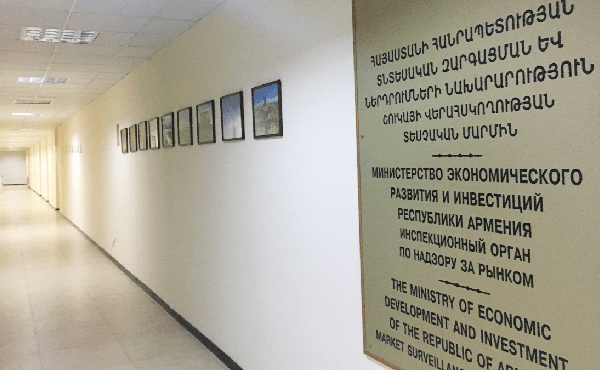 ՀԱՅԱՍՏԱՆԻ ՀԱՆՐԱՊԵՏՈՒԹՅԱՆ
ՏՆՏԵՍԱԿԱՆ ԶԱՐԳԱՑՄԱՆ ԵՎ
ՆԵՐԴՐՈՒՄՆԵՐԻ ՆԱԽԱՐԱՐՈՒԹՅՈՒՆ
ՇՈՒԿԱՅԻ ՎԵՐԱՀՍԿՈՂՈՒԹՅԱՆ
ՏԵՍՉԱԿԱՆ ՄԱՐՄԻՆ
МИНИСТЕРСТВО ЭКОНОМИЧЕСКОГО
РАЗВИТИЯ И ИНВЕСТИЦИЙ
РЕСПУБЛИКИ АРМЕНИЯ
ИНСПЕКЦИОННЫЙ ОРГАН
ПО НАДЗОРУ ЗА РЫНКОМ
THE MINISTRY OF ECONOMIC
DEVELOPMENT AND INVESTMENT
OF THE REPUBLIC OF
MARKET